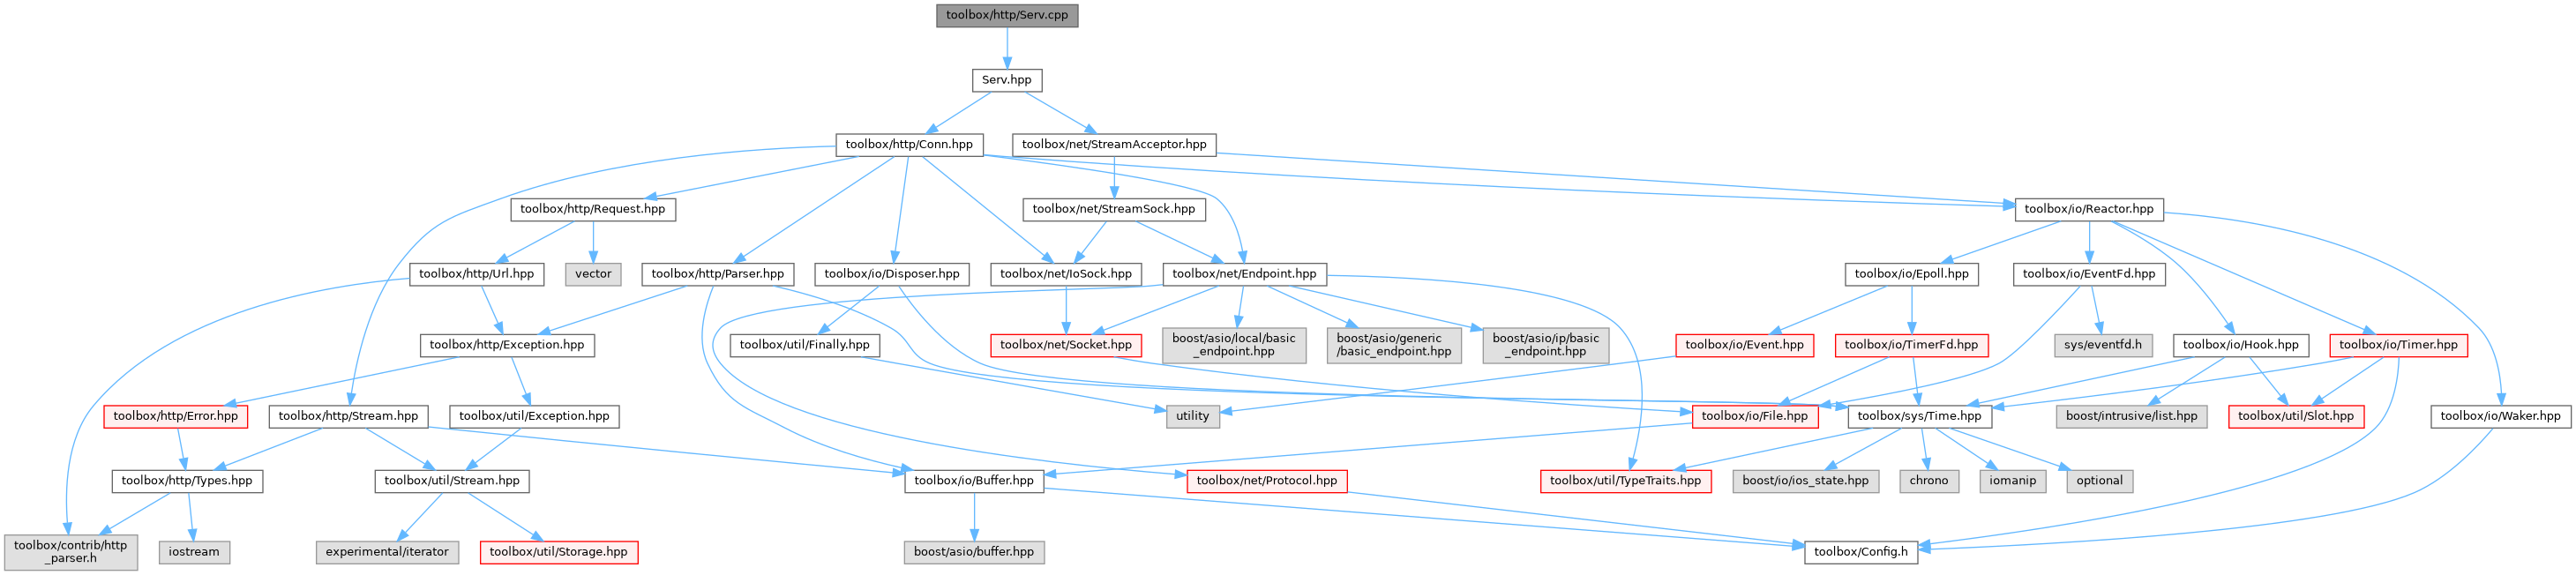 toolbox/http/Serv.cpp
Serv.hpp
toolbox/http/Conn.hpp
toolbox/net/StreamAcceptor.hpp
toolbox/http/Request.hpp
toolbox/net/StreamSock.hpp
toolbox/io/Reactor.hpp
toolbox/http/Url.hpp
vector
toolbox/http/Parser.hpp
toolbox/io/Disposer.hpp
toolbox/net/IoSock.hpp
toolbox/net/Endpoint.hpp
toolbox/io/Epoll.hpp
toolbox/io/EventFd.hpp
toolbox/http/Exception.hpp
toolbox/util/Finally.hpp
toolbox/net/Socket.hpp
boost/asio/local/basic
_endpoint.hpp
boost/asio/generic
/basic_endpoint.hpp
boost/asio/ip/basic
_endpoint.hpp
toolbox/io/Event.hpp
toolbox/io/TimerFd.hpp
sys/eventfd.h
toolbox/io/Hook.hpp
toolbox/io/Timer.hpp
toolbox/http/Error.hpp
toolbox/http/Stream.hpp
toolbox/util/Exception.hpp
utility
toolbox/io/File.hpp
toolbox/sys/Time.hpp
boost/intrusive/list.hpp
toolbox/util/Slot.hpp
toolbox/io/Waker.hpp
toolbox/http/Types.hpp
toolbox/util/Stream.hpp
toolbox/io/Buffer.hpp
toolbox/net/Protocol.hpp
toolbox/util/TypeTraits.hpp
boost/io/ios_state.hpp
chrono
iomanip
optional
toolbox/contrib/http
_parser.h
iostream
experimental/iterator
toolbox/util/Storage.hpp
boost/asio/buffer.hpp
toolbox/Config.h